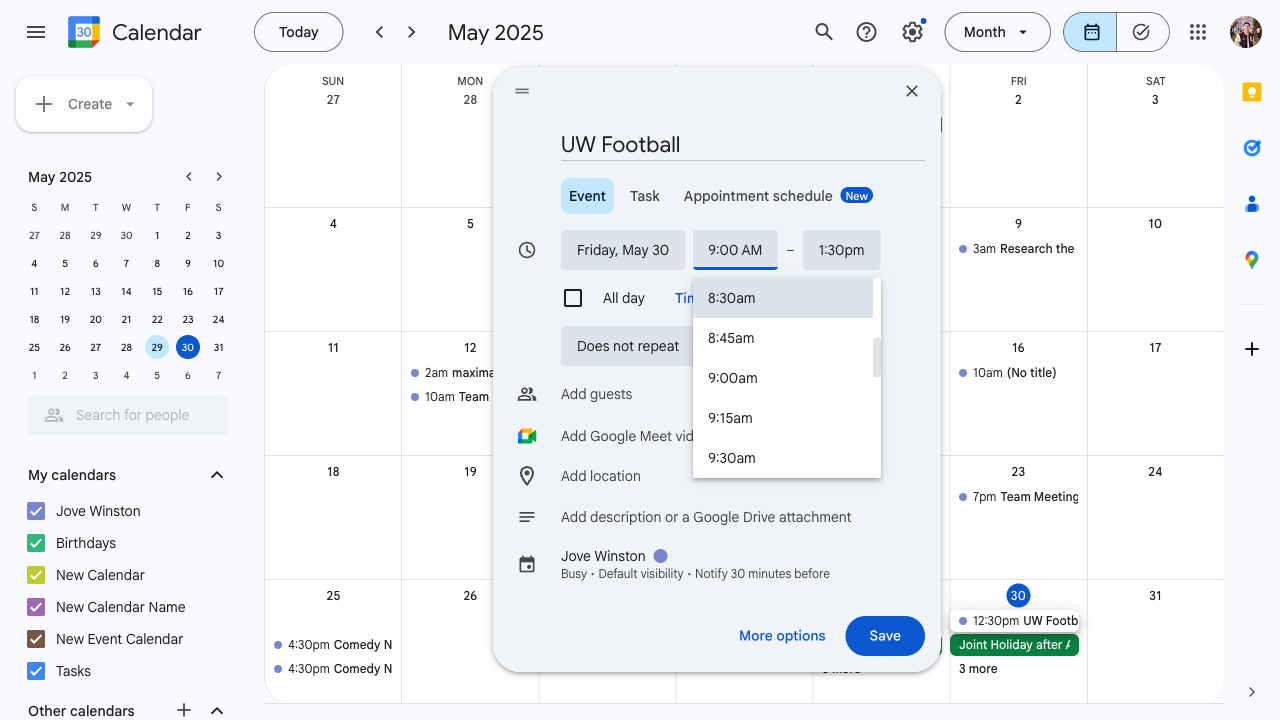 Calendar
Today
May 2025
Month
Create
May 2025
S M T W T F S
27 28 29 30 1 2 3
4 5 6 7 8 9 10
11 12 13 14 15 16 17
18 19 20 21 22 23 24
25 26 27 28 29 30 31
1 2 3 4 5 6 7
Search for people
My calendars
Jove Winston
Birthdays
New Calendar
New Calendar Name
New Event Calendar
Tasks
Other calendars
SUN MON FRI SAT
27 28 2 3
4 5 9 10
3am Research the
11 12 16 17
2am maxima
10am Team
10am (No title)
18 19 23 24
7pm Team Meeting
25 26 30 31
4:30pm Comedy N
4:30pm Comedy N
12:30pm UW Footb
Joint Holiday after
3 more
UW Football
Event Task Appointment schedule New
Friday, May 30 9:00 AM – 1:30pm
All day
8:30am
8:45am
9:00am
9:15am
9:30am
Does not repeat
Add guests
Add Google Meet vid
Add location
Add description or a Google Drive attachment
Jove Winston
Busy • Default visibility • Notify 30 minutes before
More options Save